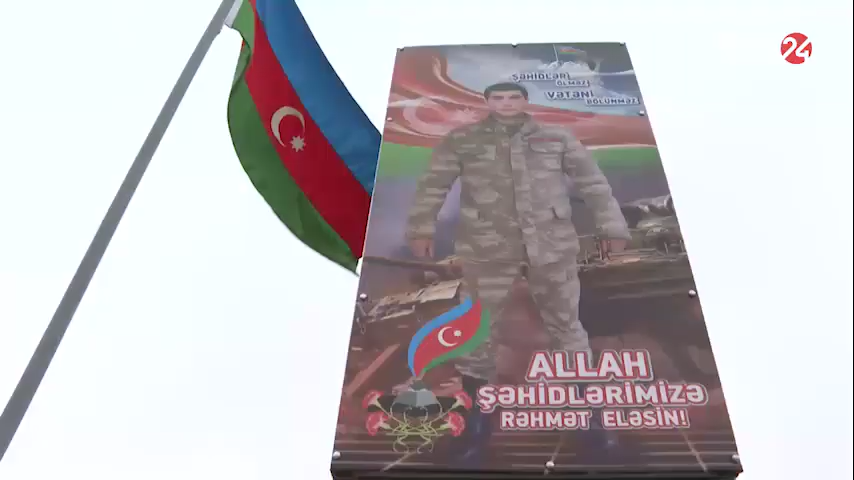 24
ŞƏHİDLƏR
ÖLMƏZ
VƏTƏN
BÖLÜNMƏZ
ALLAH
ŞƏHİDLƏRİMİZƏ
RƏHMƏT ELƏSİN!